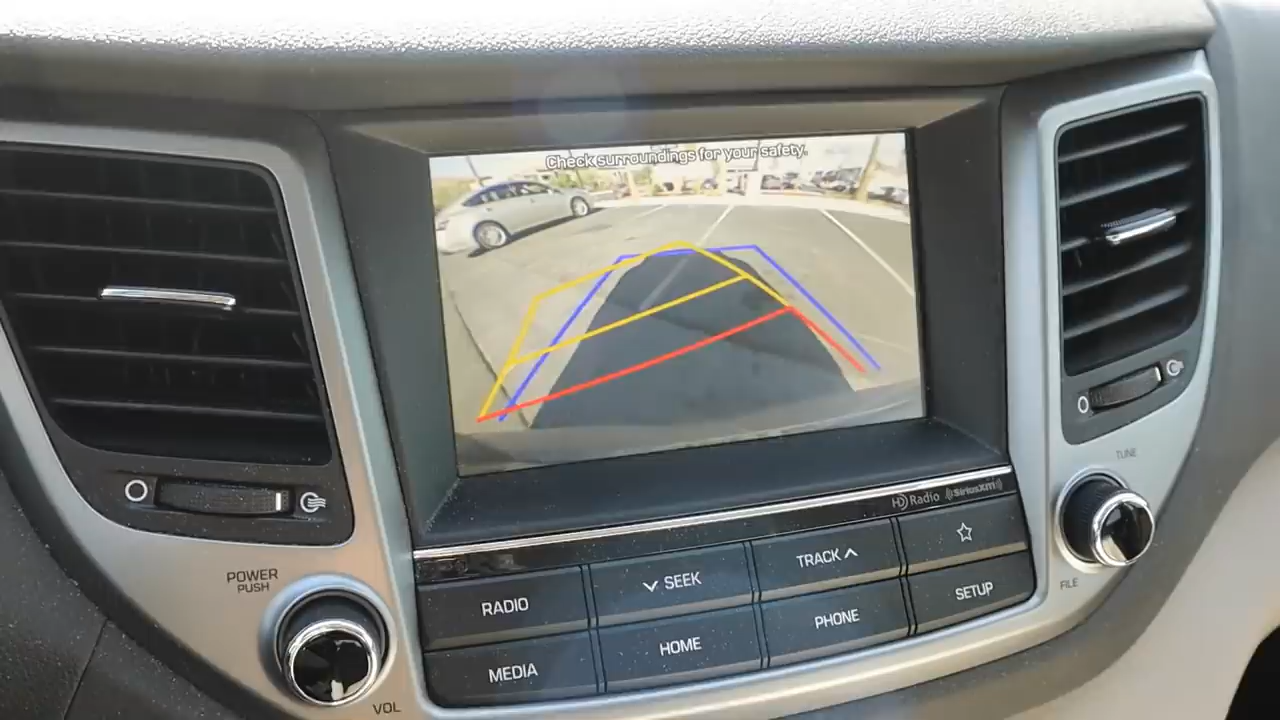 Check surroundings for your safety.
HD Radio
SiriusXM
TUNE
FILE
POWER
PUSH
VOL
RADIO
SEEK
TRACK
MEDIA
HOME
PHONE
SETUP